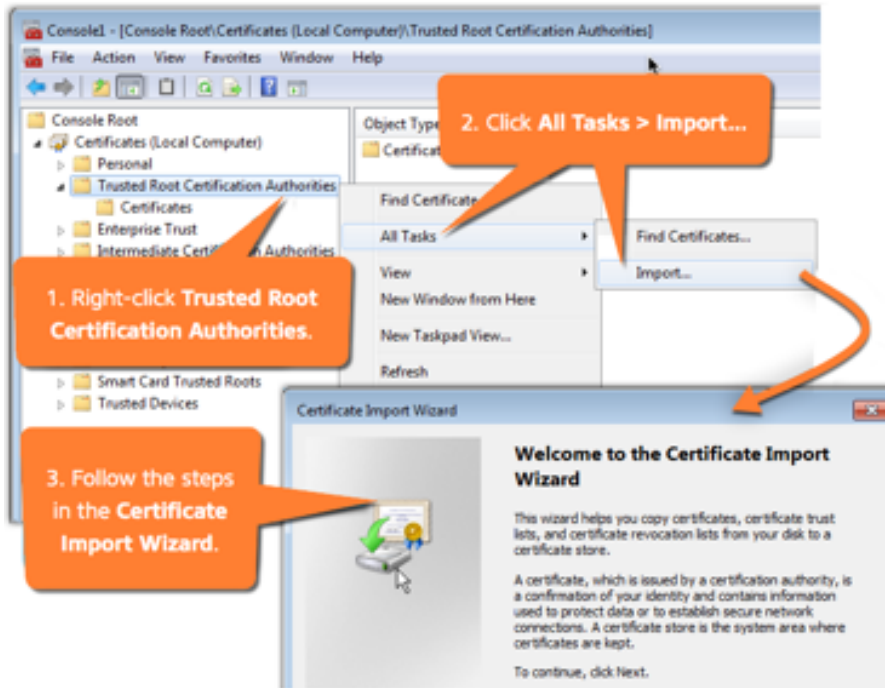 Console1 - [Console Root\Certificates (Local Computer)\Trusted Root Certification Authorities]
File Action View Favorites Window Help
Console Root
Certificates (Local Computer)
Personal
Trusted Root Certification Authorities
Certificates
Enterprise Trust
Intermediate Certification Authorities
Smart Card Trusted Roots
Trusted Devices
Object Type
Certificat
2. Click All Tasks > Import...
Find Certificate
All Tasks
View
New Window from Here
New Taskpad View...
Refresh
Find Certificates...
Import...
1. Right-click Trusted Root
Certification Authorities.
3. Follow the steps
in the Certificate
Import Wizard.
Certificate Import Wizard
Welcome to the Certificate Import
Wizard
This wizard helps you copy certificates, certificate trust
lists, and certificate revocation lists from your disk to a
certificate store.
A certificate, which is issued by a certification authority, is
a confirmation of your identity and contains information
used to protect data or to establish secure network
connections. A certificate store is the system area where
certificates are kept.
To continue, click Next.